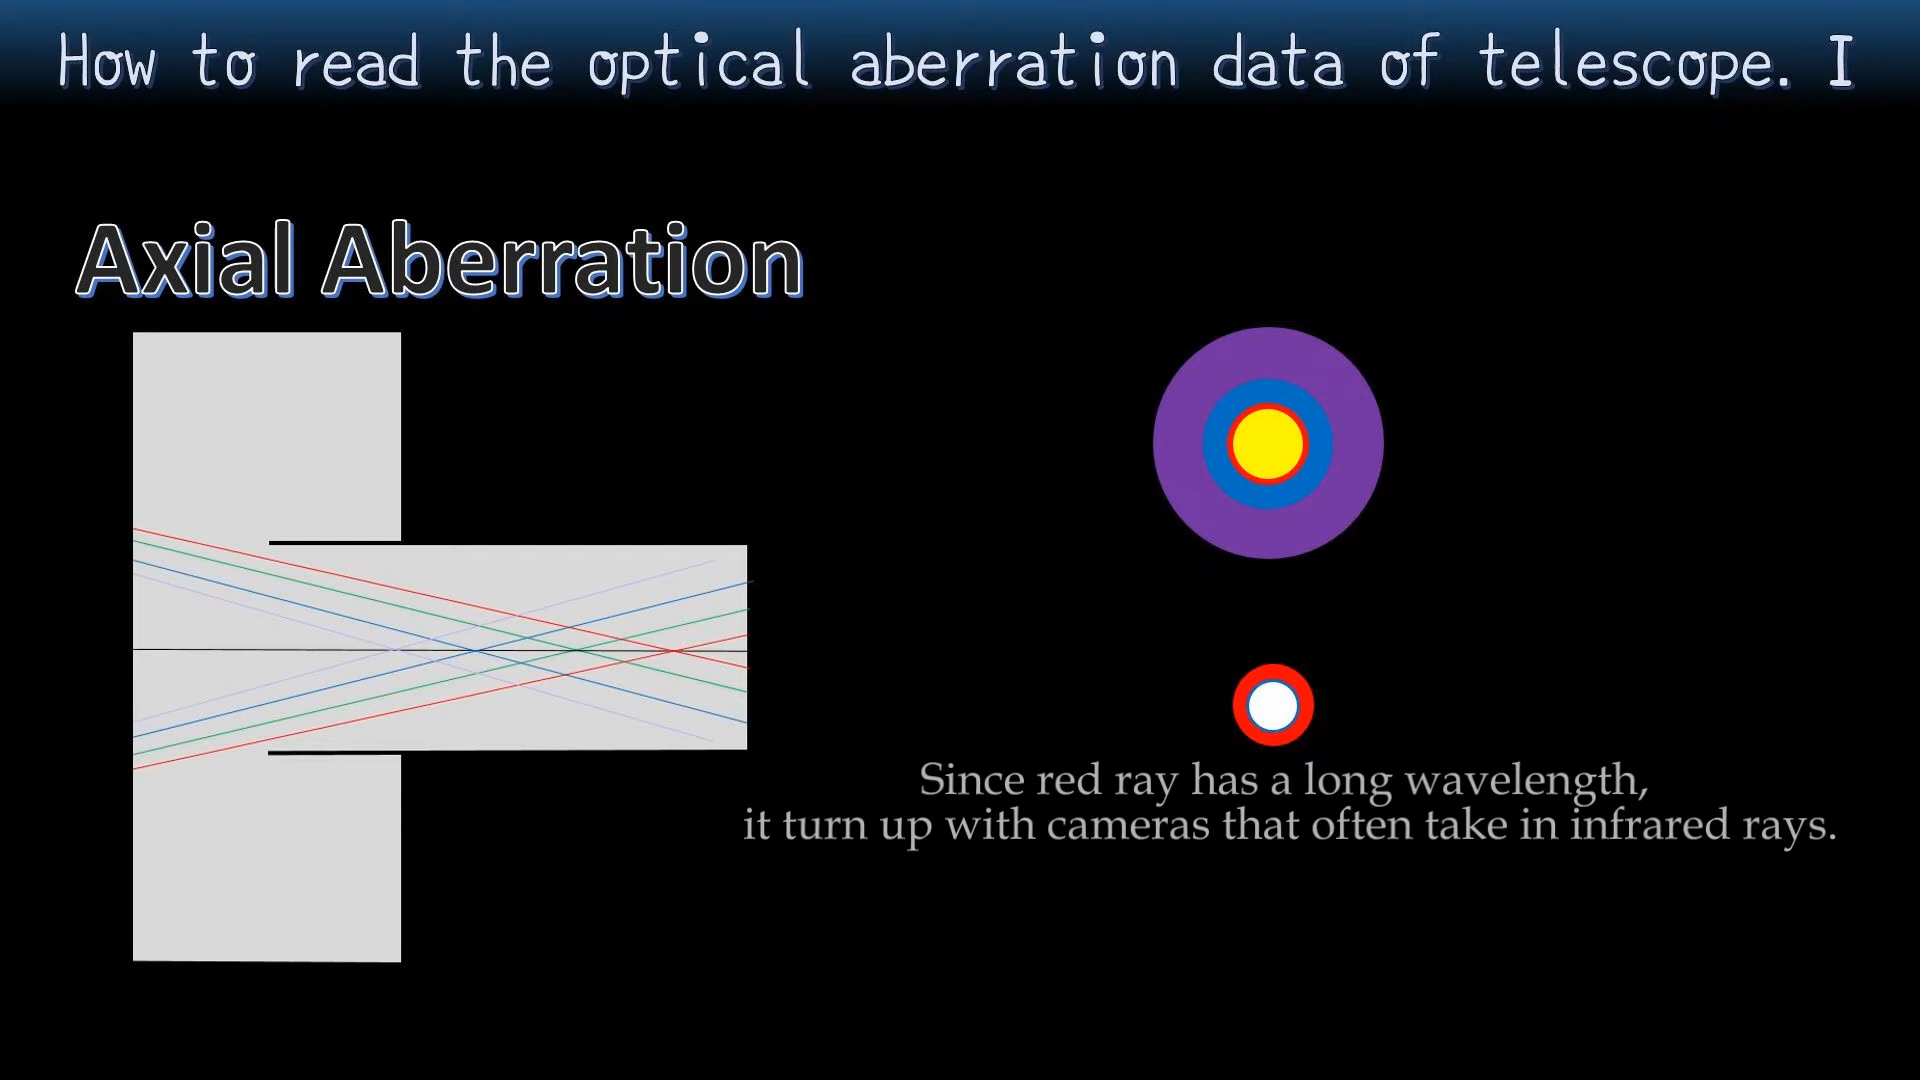 How to read the optical aberration data of telescope. I
Axial Aberration
Since red ray has a long wavelength,
it turn up with cameras that often take in infrared rays.